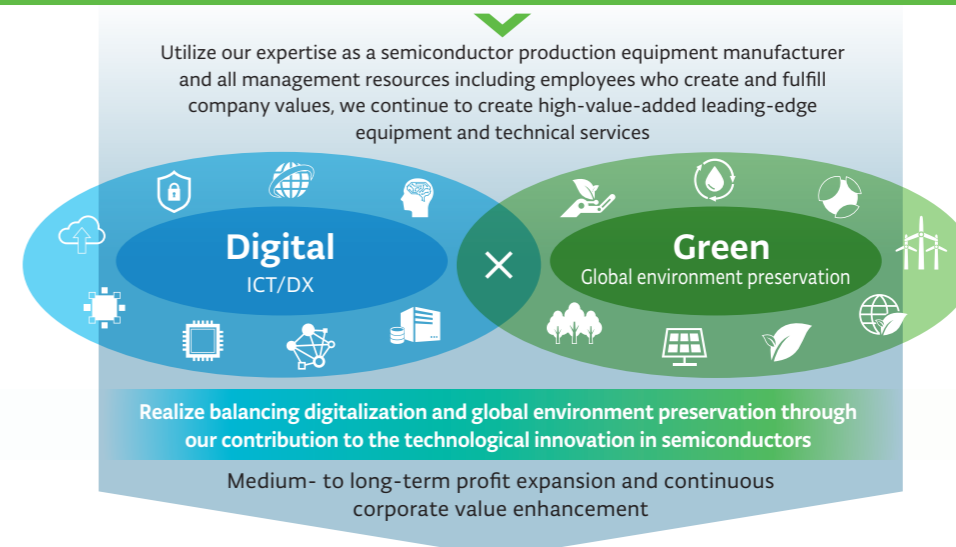 Utilize our expertise as a semiconductor production equipment manufacturer
and all management resources including employees who create and fulfill
company values, we continue to create high-value-added leading-edge
equipment and technical services
Digital
ICT/DX
×
Green
Global environment preservation
Realize balancing digitalization and global environment preservation through
our contribution to the technological innovation in semiconductors
Medium- to long-term profit expansion and continuous
corporate value enhancement